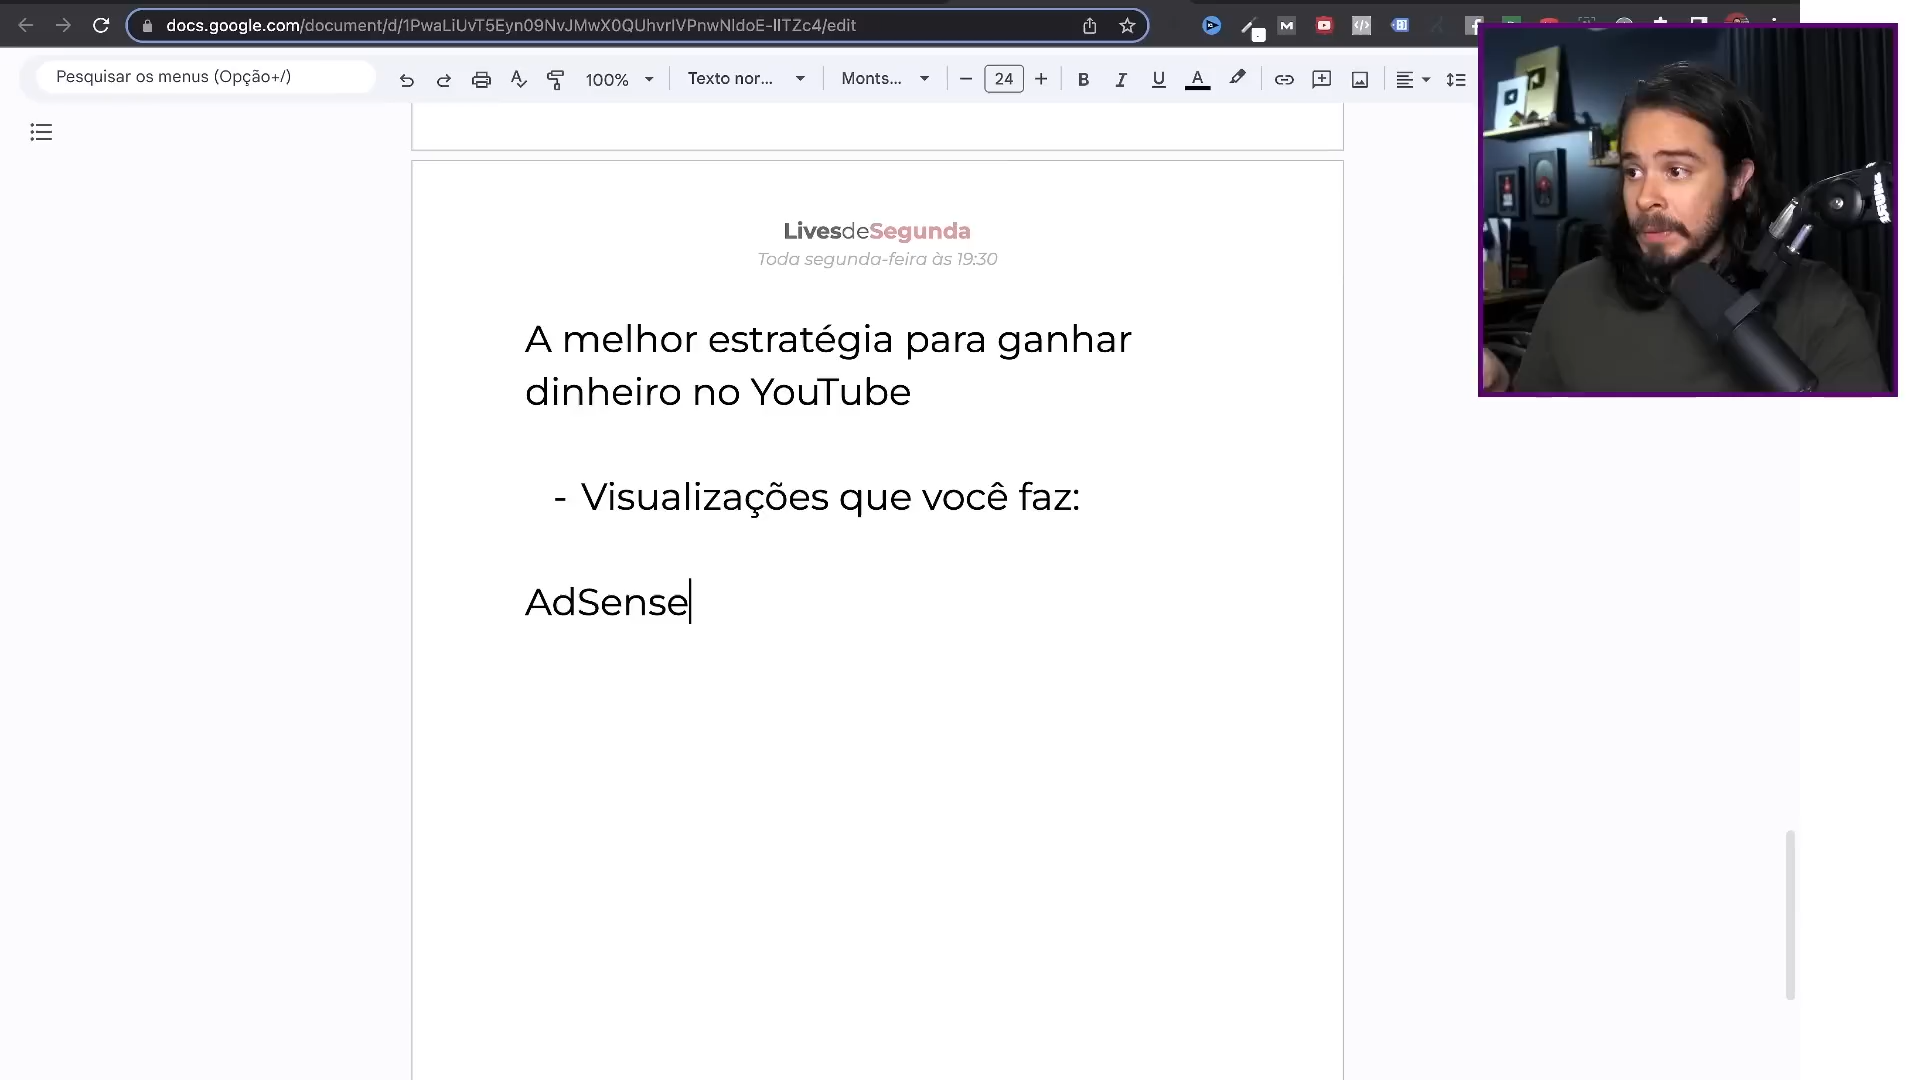 docs.google.com/document/d/1PwaLiUvT5Eyn09NvJMwX0QUhvrlVPnwNldoE-lITZc4/edit
Pesquisar os menus (Opção+/)
100%
Texto nor...
Monts...
24
LivesdeSegunda
Toda segunda-feira às 19:30
A melhor estratégia para ganhar
dinheiro no YouTube
- Visualizações que você faz:
AdSense